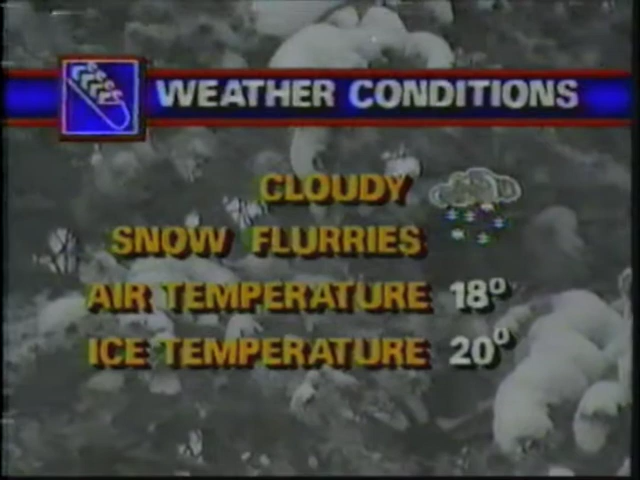 WEATHER CONDITIONS
CLOUDY
SNOW FLURRIES
AIR TEMPERATURE 18°
ICE TEMPERATURE 20°